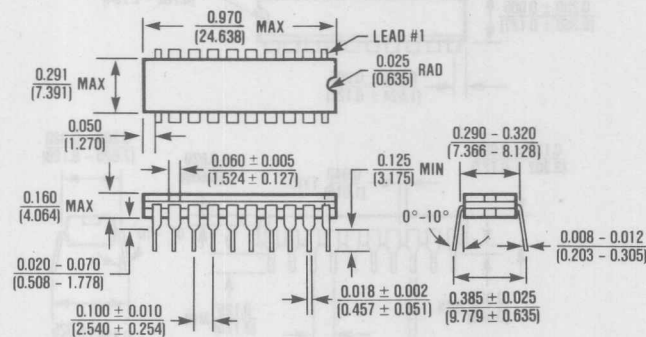 0.970
(24.638) MAX
LEAD #1
0.025
(0.635) RAD
0.291
(7.391) MAX
0.050
(1.270)
0.060 ± 0.005
(1.524 ± 0.127)
0.125
(3.175) MIN
0.290 – 0.320
(7.366 – 8.128)
0.160
(4.064) MAX
0°-10°
0.008 – 0.012
(0.203 – 0.305)
0.020 – 0.070
(0.508 – 1.778)
0.018 ± 0.002
(0.457 ± 0.051)
0.385 ± 0.025
(9.779 ± 0.635)
0.100 ± 0.010
(2.540 ± 0.254)